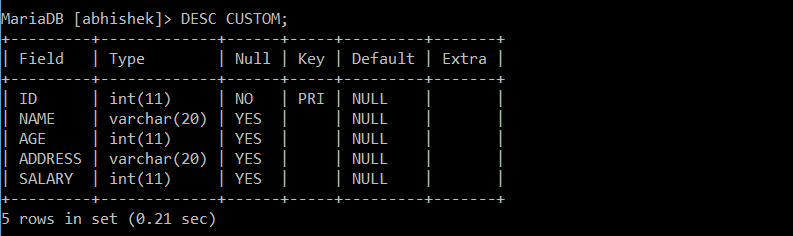 MariaDB [abhishek]> DESC CUSTOM;
+---------+-------------+------+-----+---------+-------+
| Field   | Type        | Null | Key | Default | Extra |
+---------+-------------+------+-----+---------+-------+
| ID      | int(11)     | NO   | PRI | NULL    |       |
| NAME    | varchar(20) | YES  |     | NULL    |       |
| AGE     | int(11)     | YES  |     | NULL    |       |
| ADDRESS | varchar(20) | YES  |     | NULL    |       |
| SALARY  | int(11)     | YES  |     | NULL    |       |
+---------+-------------+------+-----+---------+-------+
5 rows in set (0.21 sec)